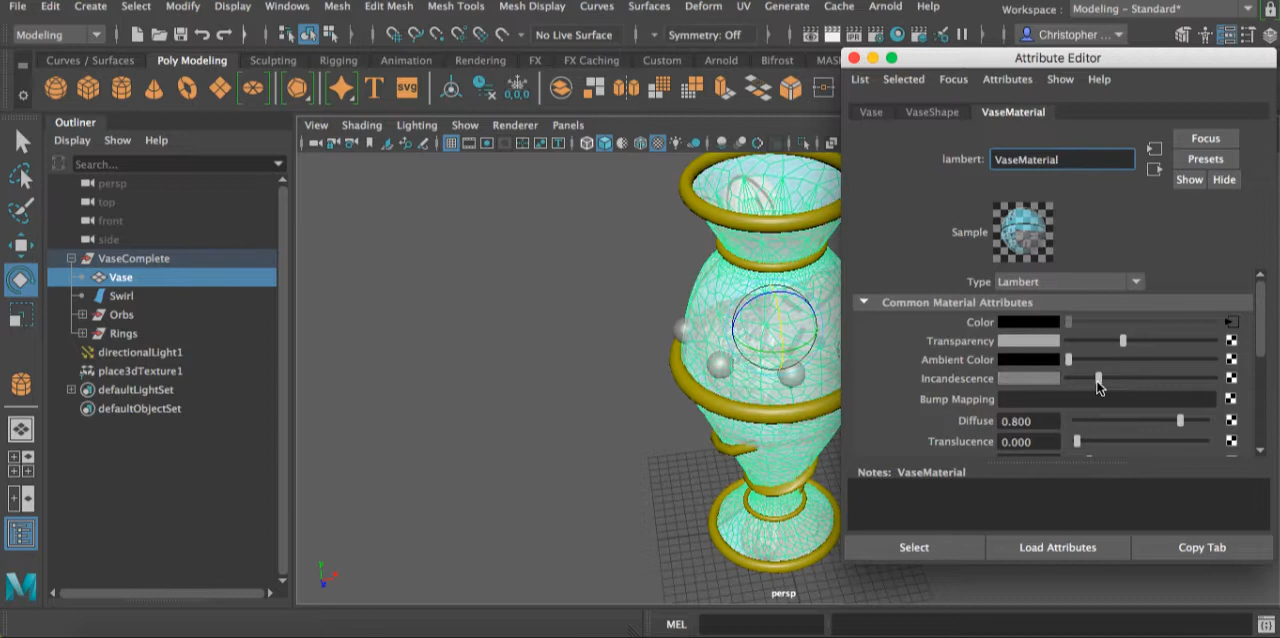 File Edit Create Select Modify Display Windows Mesh Edit Mesh Mesh Tools Mesh Display Curves Surfaces Deform UV Generate Cache Arnold Help
Workspace : Modeling - Standard*
Modeling No Live Surface Symmetry: Off Christopher ...
Curves / Surfaces Poly Modeling Sculpting Rigging Animation Rendering FX FX Caching Custom Arnold Bifrost MAS
SVG 0,0,0
Outliner
Display Show Help
Search...
persp
top
front
side
VaseComplete
Vase
Swirl
Orbs
Rings
directionalLight1
place3dTexture1
defaultLightSet
defaultObjectSet
View Shading Lighting Show Renderer Panels
persp
Attribute Editor
List Selected Focus Attributes Show Help
Vase VaseShape VaseMaterial
lambert: VaseMaterial
Focus
Presets
Show Hide
Sample
Type Lambert
Common Material Attributes
Color
Transparency
Ambient Color
Incandescence
Bump Mapping
Diffuse 0.800
Translucence 0.000
Notes: VaseMaterial
Select Load Attributes Copy Tab
MEL